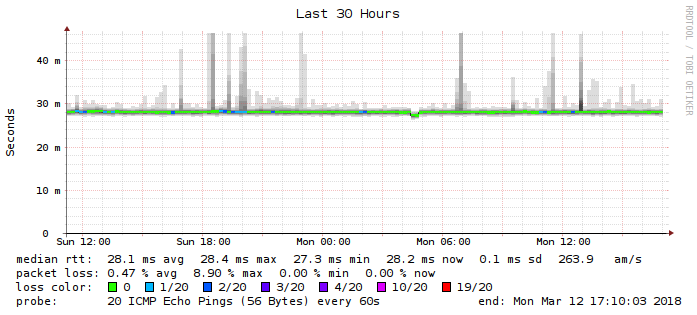 Last 30 Hours
RRDTOOL / TOBI OETIKER
Seconds
40 m
30 m
20 m
10 m
0
Sun 12:00 Sun 18:00 Mon 00:00 Mon 06:00 Mon 12:00
median rtt: 28.1 ms avg 28.4 ms max 27.3 ms min 28.2 ms now 0.1 ms sd 263.9 am/s
packet loss: 0.47 % avg 8.90 % max 0.00 % min 0.00 % now
loss color: 0 1/20 2/20 3/20 4/20 10/20 19/20
probe: 20 ICMP Echo Pings (56 Bytes) every 60s end: Mon Mar 12 17:10:03 2018